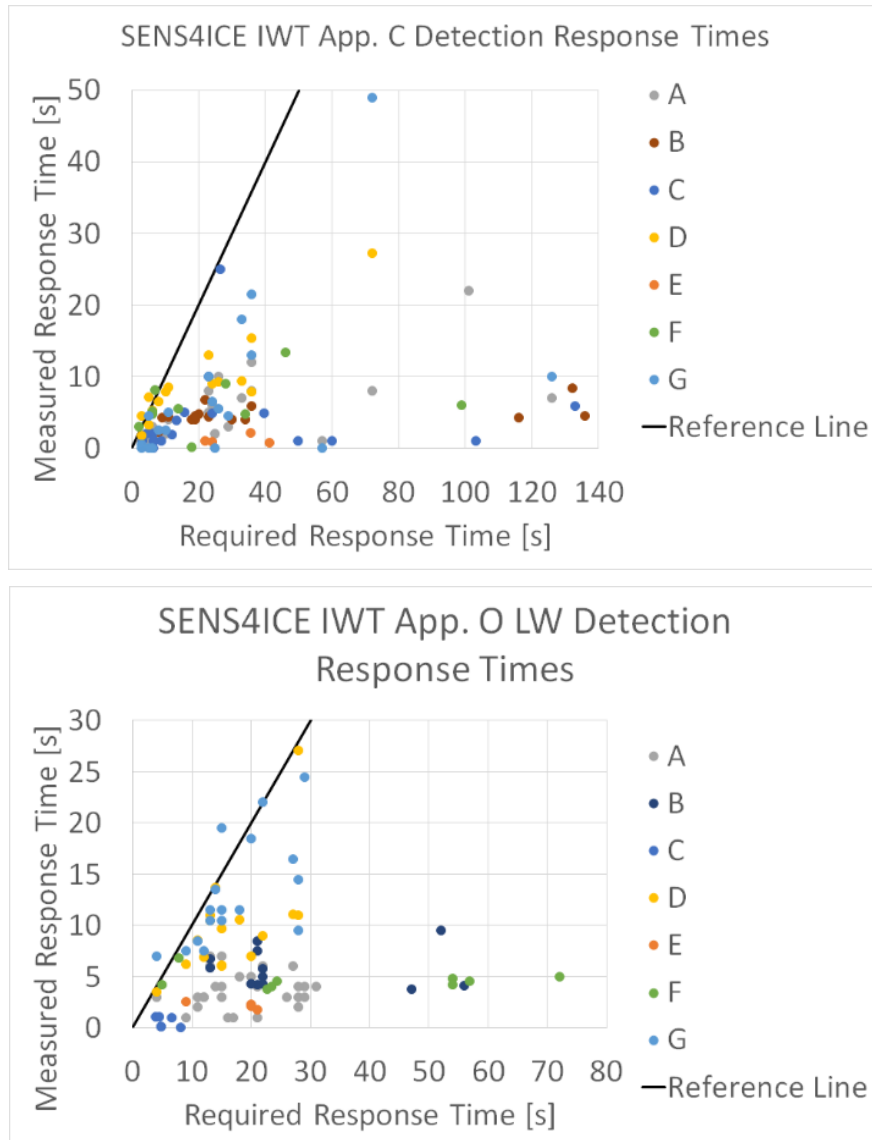 SENS4ICE IWT App. C Detection Response Times
Measured Response Time [s]
50
40
30
20
10
0
0 20 40 60 80 100 120 140
Required Response Time [s]
A
B
C
D
E
F
G
Reference Line
SENS4ICE IWT App. O LW Detection
Response Times
Measured Response Time [s]
30
25
20
15
10
5
0
0 10 20 30 40 50 60 70 80
Required Response Time [s]
A
B
C
D
E
F
G
Reference Line